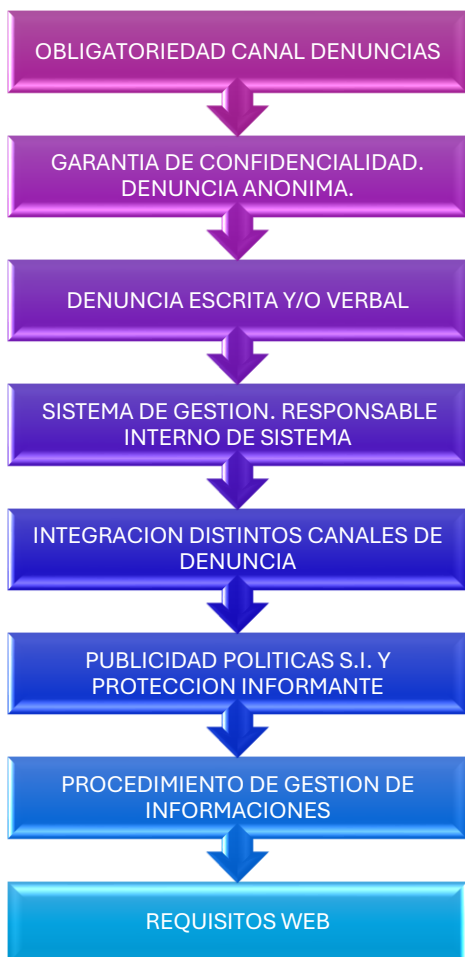 OBLIGATORIEDAD CANAL DENUNCIAS
GARANTIA DE CONFIDENCIALIDAD.
DENUNCIA ANONIMA.
DENUNCIA ESCRITA Y/O VERBAL
SISTEMA DE GESTION. RESPONSABLE
INTERNO DE SISTEMA
INTEGRACION DISTINTOS CANALES DE
DENUNCIA
PUBLICIDAD POLITICAS S.I. Y
PROTECCION INFORMANTE
PROCEDIMIENTO DE GESTION DE
INFORMACIONES
REQUISITOS WEB